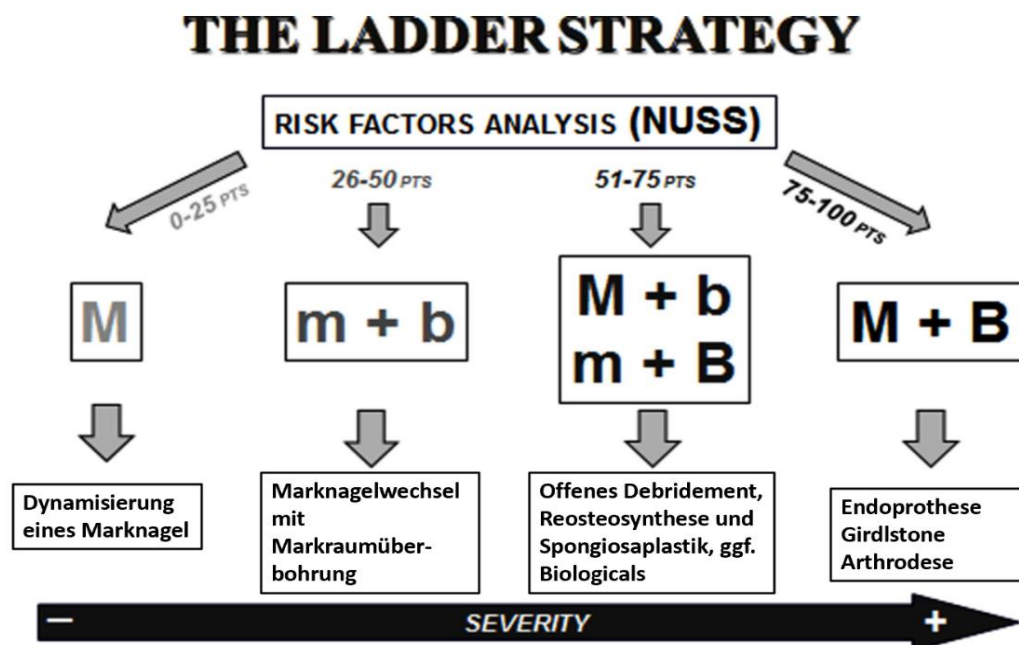 THE LADDER STRATEGY
RISK FACTORS ANALYSIS (NUSS)
0-25 PTS
26-50 PTS
51-75 PTS
75-100 PTS
M
m + b
M + b
m + B
M + B
Dynamisierung
eines Marknagel
Marknagelwechsel
mit
Markraumüber-
bohrung
Offenes Debridement,
Reosteosynthese und
Spongiosaplastik, ggf.
Biologicals
Endoprothese
Girdlstone
Arthrodese
− SEVERITY +